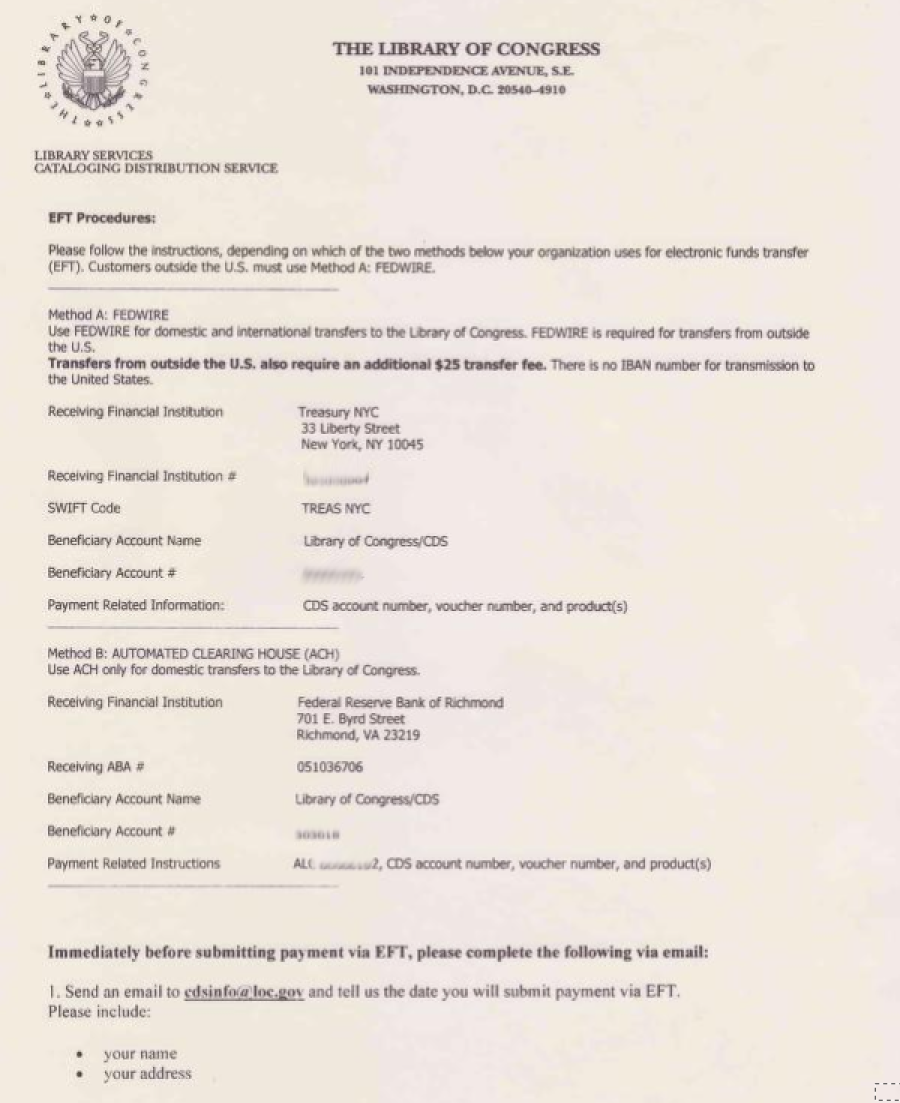 THE LIBRARY OF CONGRESS
THE LIBRARY OF CONGRESS
101 INDEPENDENCE AVENUE, S.E.
WASHINGTON, D.C. 20540-4910
LIBRARY SERVICES
CATALOGING DISTRIBUTION SERVICE
EFT Procedures:
Please follow the instructions, depending on which of the two methods below your organization uses for electronic funds transfer
(EFT). Customers outside the U.S. must use Method A: FEDWIRE.
Method A: FEDWIRE
Use FEDWIRE for domestic and international transfers to the Library of Congress. FEDWIRE is required for transfers from outside
the U.S.
Transfers from outside the U.S. also require an additional $25 transfer fee. There is no IBAN number for transmission to
the United States.
Receiving Financial Institution Treasury NYC
33 Liberty Street
New York, NY 10045
Receiving Financial Institution #
SWIFT Code TREAS NYC
Beneficiary Account Name Library of Congress/CDS
Beneficiary Account #
Payment Related Information: CDS account number, voucher number, and product(s)
Method B: AUTOMATED CLEARING HOUSE (ACH)
Use ACH only for domestic transfers to the Library of Congress.
Receiving Financial Institution Federal Reserve Bank of Richmond
701 E. Byrd Street
Richmond, VA 23219
Receiving ABA # 051036706
Beneficiary Account Name Library of Congress/CDS
Beneficiary Account #
Payment Related Instructions CDS account number, voucher number, and product(s)
Immediately before submitting payment via EFT, please complete the following via email:
1. Send an email to cdsinfo@loc.gov and tell us the date you will submit payment via EFT.
Please include:
• your name
• your address